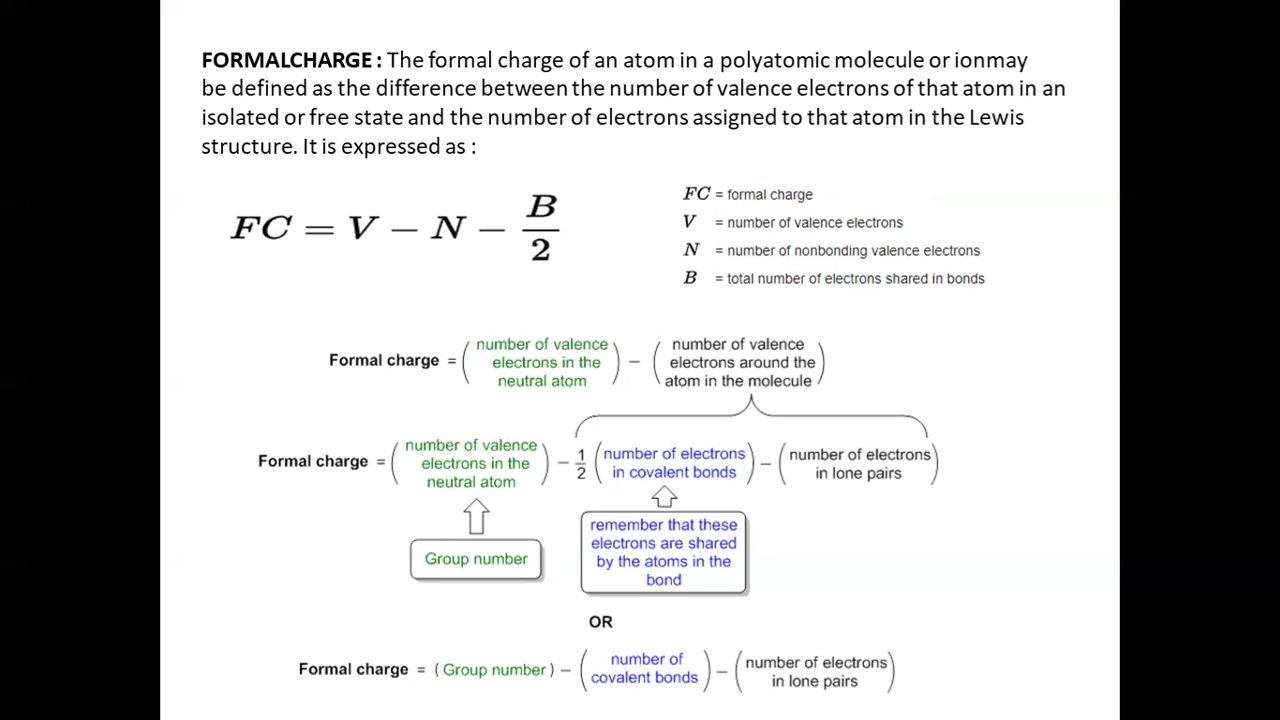 FORMALCHARGE : The formal charge of an atom in a polyatomic molecule or ionmay
be defined as the difference between the number of valence electrons of that atom in an
isolated or free state and the number of electrons assigned to that atom in the Lewis
structure. It is expressed as :
FC = V − N − B/2
FC = formal charge
V = number of valence electrons
N = number of nonbonding valence electrons
B = total number of electrons shared in bonds
Formal charge = (number of valence electrons in the neutral atom) − (number of valence electrons around the atom in the molecule)
Formal charge = (number of valence electrons in the neutral atom) − 1/2 (number of electrons in covalent bonds) − (number of electrons in lone pairs)
Group number
remember that these
electrons are shared
by the atoms in the
bond
OR
Formal charge = (Group number) − (number of covalent bonds) − (number of electrons in lone pairs)